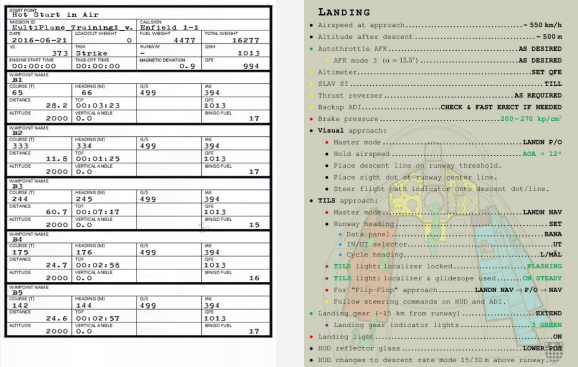 START POINT
Hot Start in Air
MISSION ID
CALLSIGN
MultiPlane_Training1_v.
Enfield 1-1
DATE
LOADOUT WEIGHT
FUEL WEIGHT
TOTAL WEIGHT
2016-06-21
0
4477
16277
V2
TASK
RUNWAY
QNH
373
Strike
-
1013
ENGINE START TIME
TAKE-OFF TIME
MAGNETIC DEVIATION
QFE
00:00:00
00:00:00
0.9
994
WAYPOINT NAME
B1
COURSE (T)
HEADING (M)
G/S
IAS
65
66
499
394
DISTANCE
TOF
QFE
28.2
00:03:23
1013
ALTITUDE
VERTICAL ANGLE
BINGO FUEL
2000
0.0
17
WAYPOINT NAME
B2
COURSE (T)
HEADING (M)
G/S
IAS
333
334
499
394
DISTANCE
TOF
QFE
11.8
00:01:25
1013
ALTITUDE
VERTICAL ANGLE
BINGO FUEL
2000
0.0
17
WAYPOINT NAME
B3
COURSE (T)
HEADING (M)
G/S
IAS
244
245
499
394
DISTANCE
TOF
QFE
60.7
00:07:17
1013
ALTITUDE
VERTICAL ANGLE
BINGO FUEL
2000
0.0
15
WAYPOINT NAME
B4
COURSE (T)
HEADING (M)
G/S
IAS
175
176
499
394
DISTANCE
TOF
QFE
24.7
00:02:58
1013
ALTITUDE
VERTICAL ANGLE
BINGO FUEL
2000
0.0
16
WAYPOINT NAME
B5
COURSE (T)
HEADING (M)
G/S
IAS
142
144
499
394
DISTANCE
TOF
QFE
24.6
00:02:57
1013
ALTITUDE
VERTICAL ANGLE
BINGO FUEL
2000
0.0
17
LANDING
• Airspeed at approach ~ 550 km/h
• Altitude after descent ~ 500 m
• Autothrottle AFK AS DESIRED
• AFK mode 3 (α = 15.5°) AS DESIRED
• Altimeter SET QFE
• SLAV SI TILL
• Thrust reverser AS REQUIRED
• Backup ADI CHECK & FAST ERECT IF NEEDED
• Brake pressure 200-270 kp/cm²
• Visual approach:
• Master mode LANDN P/O
• Hold airspeed AOA < 12°
• Place descent line on runway threshold.
• Place sight dot at runway center line.
• Steer flight path indicator onto descent dot/line.
• TILS approach:
• Master mode LANDN NAV
• Runway heading SET
• Data panel BANA
• IN/UT selector UT
• Cycle heading L/MÅL
• TILS light: localiser locked FLASHING
• TILS light: localiser & glideslope used ON STEADY
• For "Flip-Flop" approach LANDN NAV → P/O → NAV
• Follow steering commands on HUD and ADI.
• Landing gear (~15 km from runway) EXTEND
• Landing gear indicator lights 3 GREEN
• Landing light ON
• HUD reflector glass LOWER POS
• HUD changes to descent rate mode 15/30 m above runway.